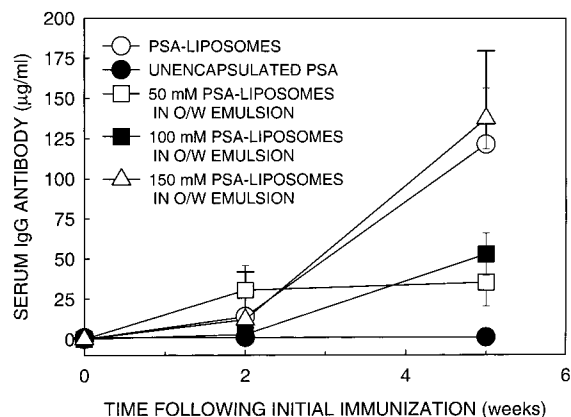 200
175
150
125
100
75
50
25
0
SERUM IgG ANTIBODY (µg/ml)
PSA-LIPOSOMES
UNENCAPSULATED PSA
50 mM PSA-LIPOSOMES
IN O/W EMULSION
100 mM PSA-LIPOSOMES
IN O/W EMULSION
150 mM PSA-LIPOSOMES
IN O/W EMULSION
0 2 4 6
TIME FOLLOWING INITIAL IMMUNIZATION (weeks)